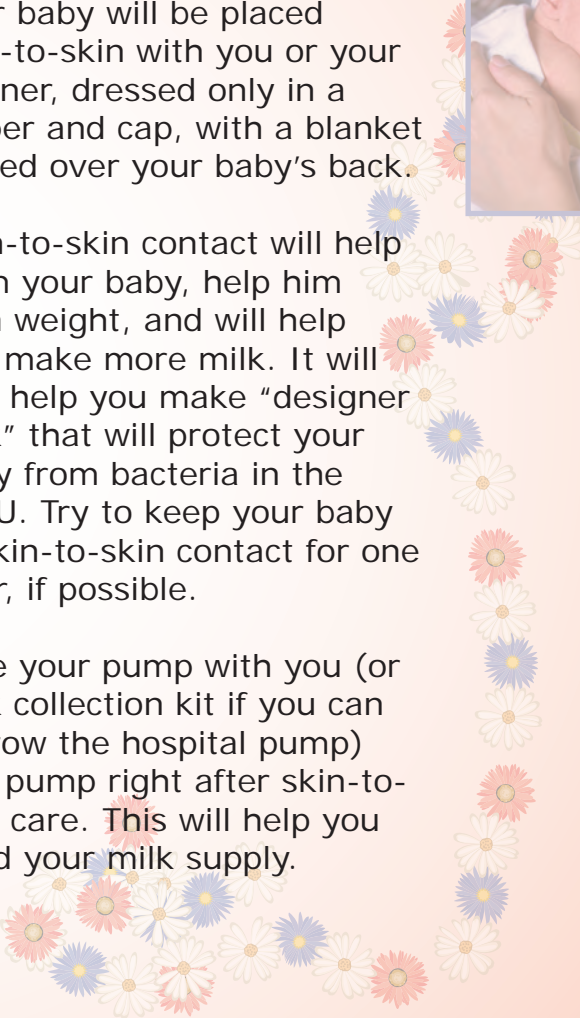 r baby will be placed
-to-skin with you or your
ner, dressed only in a
er and cap, with a blanket
ed over your baby's back.
n-to-skin contact will help
n your baby, help him
weight, and will help
make more milk. It will
help you make "designer
" that will protect your
y from bacteria in the
U. Try to keep your baby
kin-to-skin contact for one
r, if possible.
e your pump with you (or
collection kit if you can
row the hospital pump)
pump right after skin-to-
care. This will help you
d your milk supply.